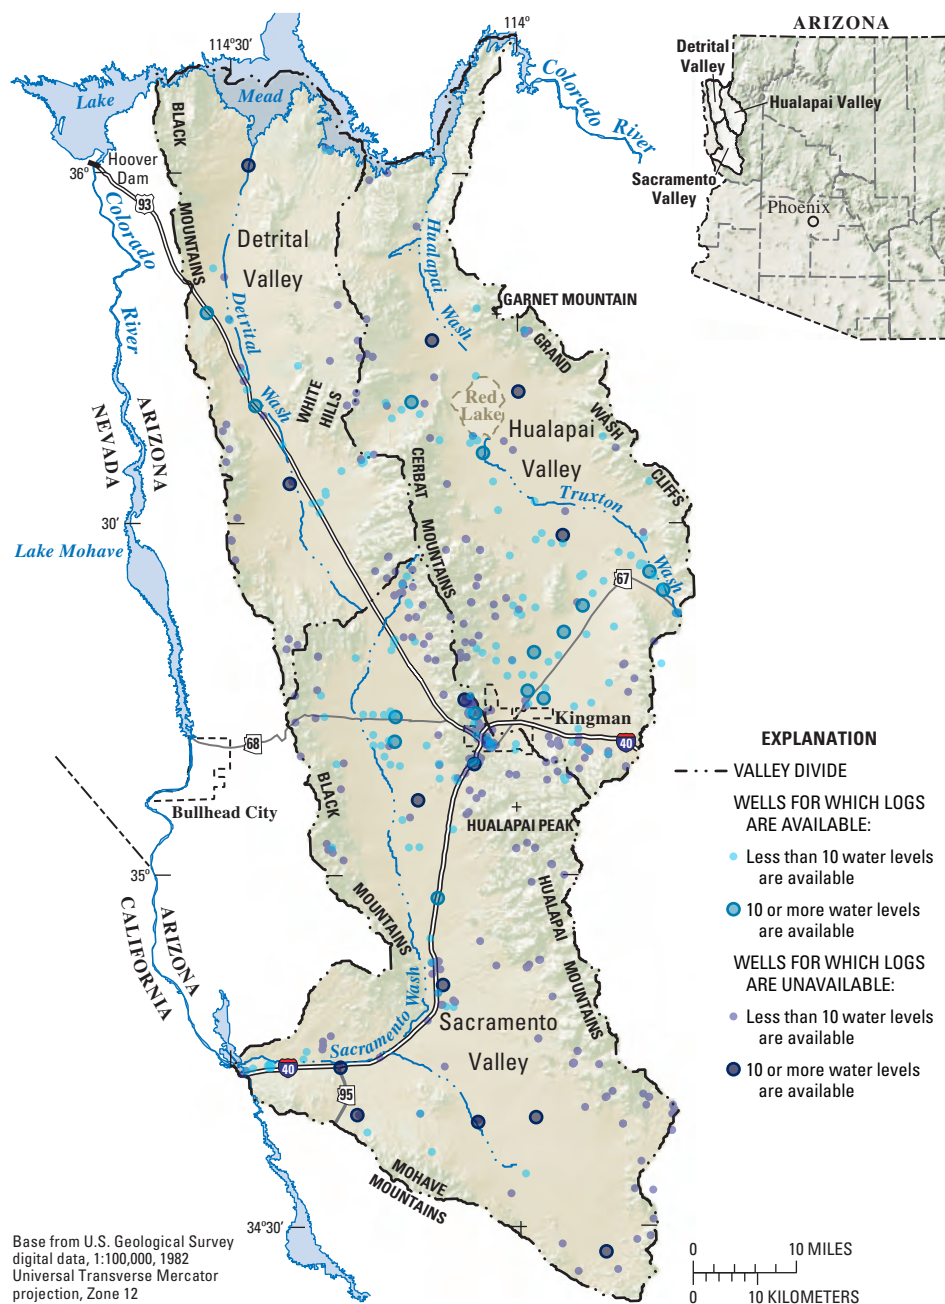 114°30'
114°
Lake
Mead
Colorado
River
BLACK
MOUNTAINS
Hoover
Dam
36°
93
Colorado
River
Detrital
Valley
Hualapai
Wash
Detrital
Wash
GARNET MOUNTAIN
GRAND
WASH
CLIFFS
WHITE
HILLS
Red
Lake
Hualapai
Valley
NEVADA
ARIZONA
CERBAT
MOUNTAINS
Truxton
Wash
30'
Lake Mohave
67
Kingman
40
68
Bullhead City
BLACK
MOUNTAINS
HUALAPAI PEAK
HUALAPAI
MOUNTAINS
35°
ARIZONA
CALIFORNIA
Sacramento
Wash
Sacramento
Valley
40
95
MOHAVE
MOUNTAINS
34°30'
ARIZONA
Detrital
Valley
Hualapai Valley
Sacramento
Valley
Phoenix
EXPLANATION
VALLEY DIVIDE
WELLS FOR WHICH LOGS
ARE AVAILABLE:
Less than 10 water levels
are available
10 or more water levels
are available
WELLS FOR WHICH LOGS
ARE UNAVAILABLE:
Less than 10 water levels
are available
10 or more water levels
are available
Base from U.S. Geological Survey
digital data, 1:100,000, 1982
Universal Transverse Mercator
projection, Zone 12
0 10 MILES
0 10 KILOMETERS